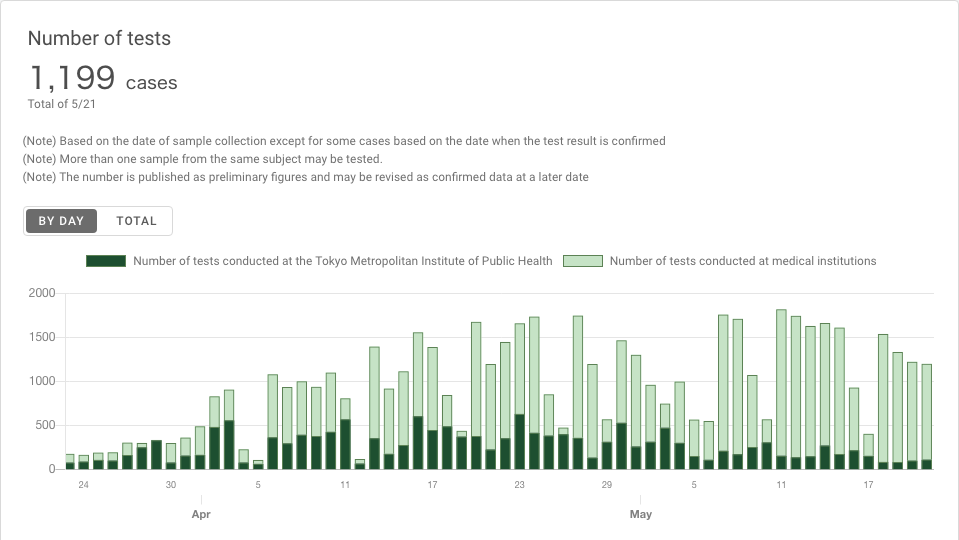 Number of tests
1,199 cases
Total of 5/21
(Note) Based on the date of sample collection except for some cases based on the date when the test result is confirmed
(Note) More than one sample from the same subject may be tested.
(Note) The number is published as preliminary figures and may be revised as confirmed data at a later date
BY DAY TOTAL
Number of tests conducted at the Tokyo Metropolitan Institute of Public Health Number of tests conducted at medical institutions
2000
1500
1000
500
0
24 30 5 11 17 23 29 5 11 17
Apr May